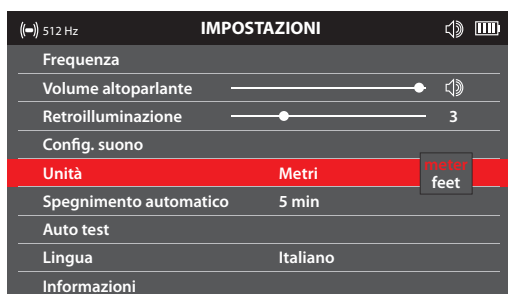 512 Hz IMPOSTAZIONI
Frequenza
Volume altoparlante
Retroilluminazione 3
Config. suono
Unità Metri meter
feet
Spegnimento automatico 5 min
Auto test
Lingua Italiano
Informazioni